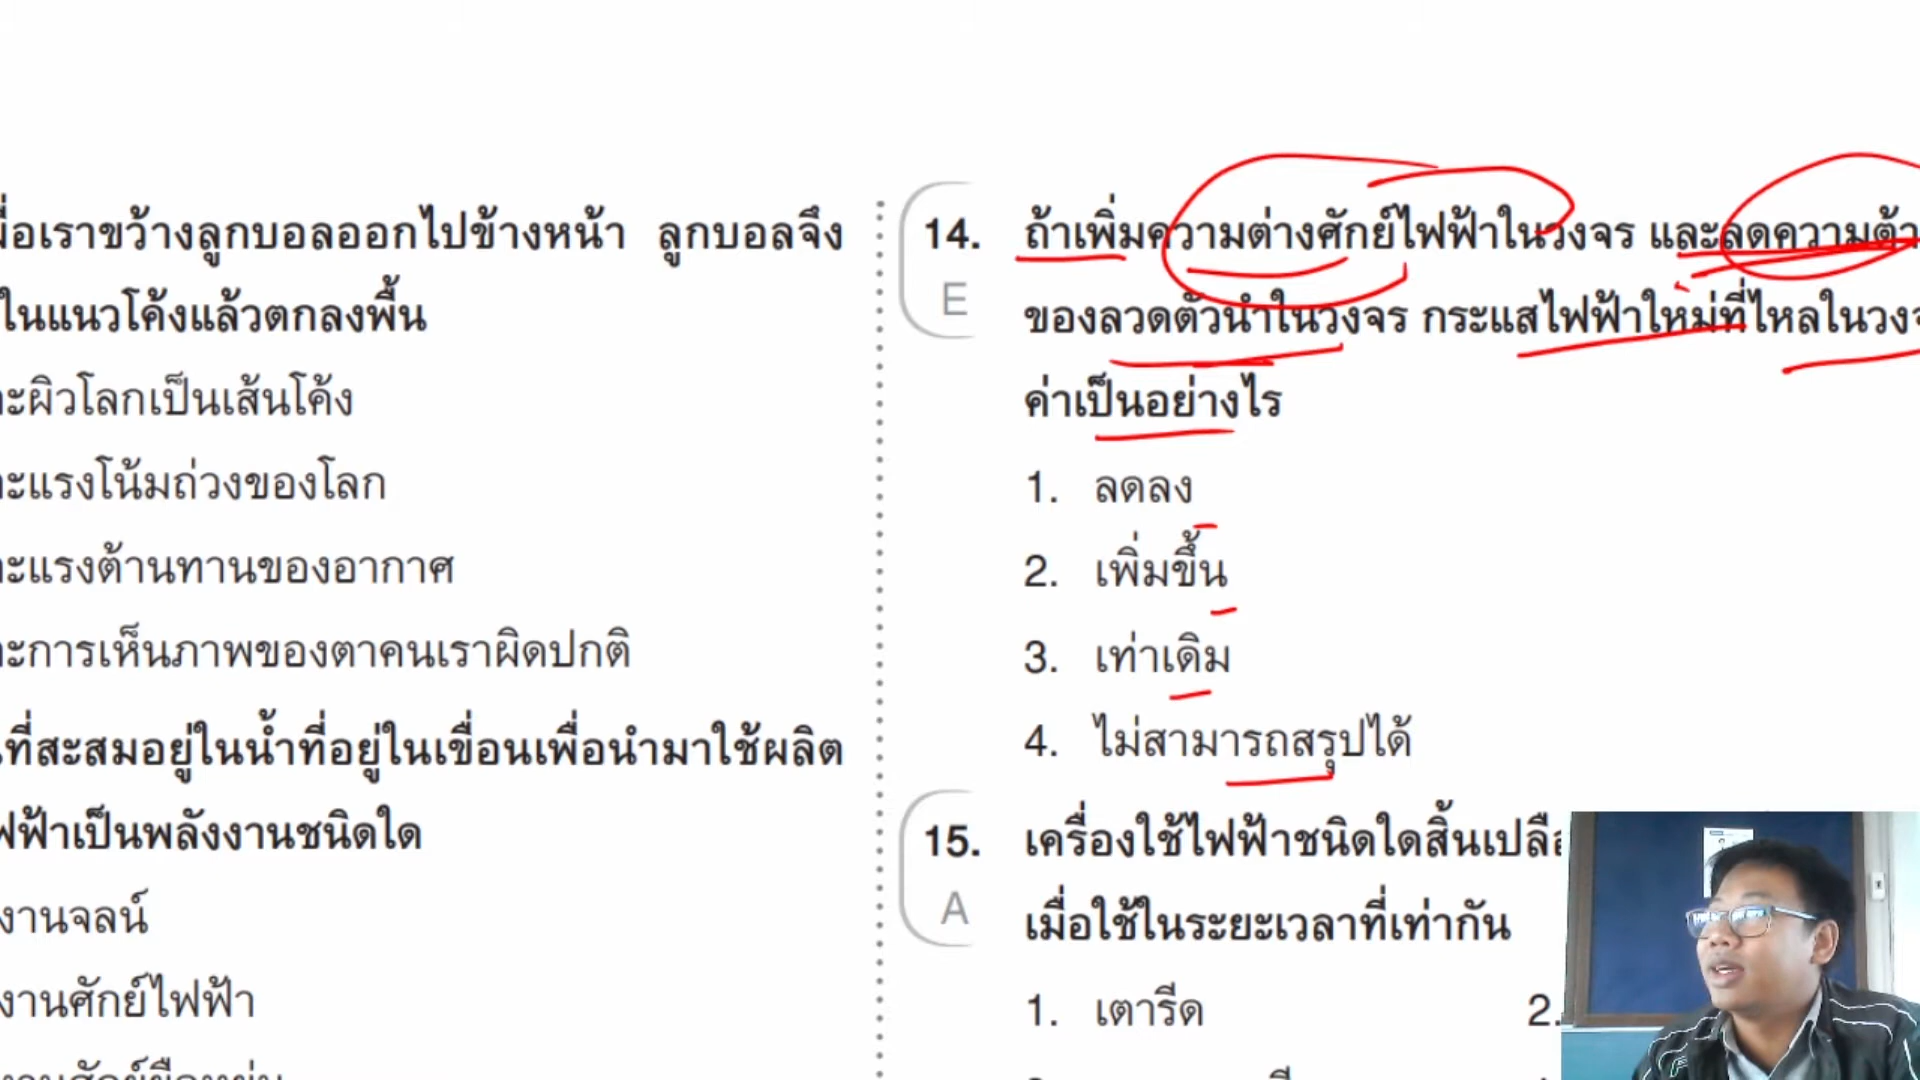 เมื่อเราขว้างลูกบอลออกไปข้างหน้า ลูกบอลจึง
ในแนวโค้งแล้วตกลงพื้น
ผิวโลกเป็นเส้นโค้ง
แรงโน้มถ่วงของโลก
แรงต้านทานของอากาศ
การเห็นภาพของตาคนเราผิดปกติ
ที่สะสมอยู่ในน้ำที่อยู่ในเขื่อนเพื่อนำมาใช้ผลิต
ไฟฟ้าเป็นพลังงานชนิดใด
งานจลน์
งานศักย์ไฟฟ้า
14. ถ้าเพิ่มความต่างศักย์ไฟฟ้าในวงจร และลดความต้า
E
ของลวดตัวนำในวงจร กระแสไฟฟ้าใหม่ที่ไหลในวงจ
ค่าเป็นอย่างไร
1. ลดลง
2. เพิ่มขึ้น
3. เท่าเดิม
4. ไม่สามารถสรุปได้
15. เครื่องใช้ไฟฟ้าชนิดใดสิ้นเปลือ
A
เมื่อใช้ในระยะเวลาที่เท่ากัน
1. เตารีด
2.